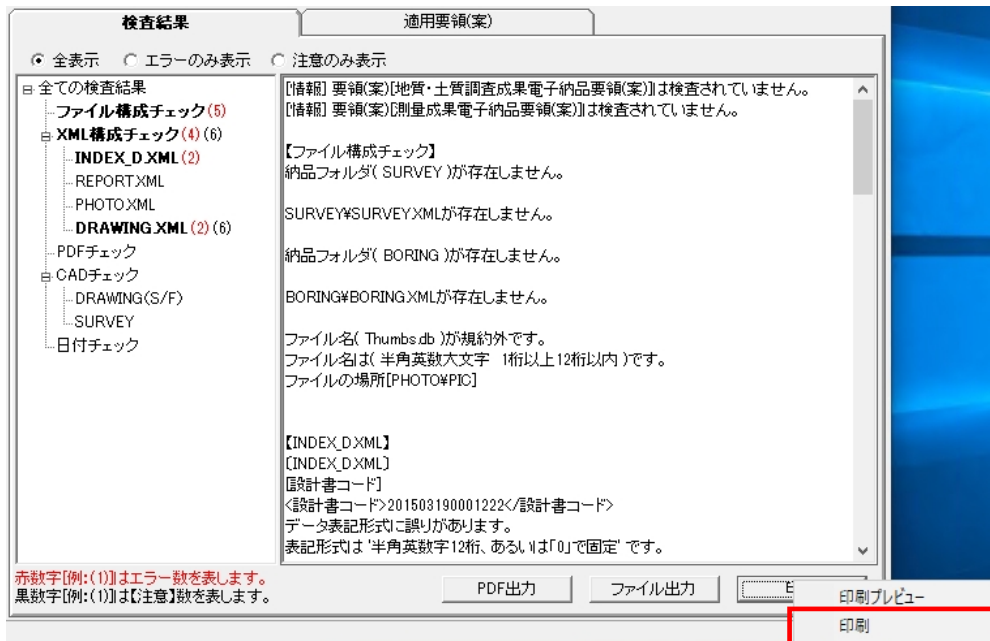 検査結果
適用要領(案)
全表示 エラーのみ表示 注意のみ表示
全ての検査結果
ファイル構成チェック(5)
XML構成チェック(4)(6)
INDEX_D.XML(2)
REPORT.XML
PHOTO.XML
DRAWING.XML(2)(6)
PDFチェック
CADチェック
DRAWING(S/F)
SURVEY
日付チェック
[情報] 要領(案)[地質・土質調査成果電子納品要領(案)]は検査されていません。
[情報] 要領(案)[測量成果電子納品要領(案)]は検査されていません。
【ファイル構成チェック】
納品フォルダ( SURVEY )が存在しません。
SURVEY¥SURVEY.XMLが存在しません。
納品フォルダ( BORING )が存在しません。
BORING¥BORING.XMLが存在しません。
ファイル名( Thumbs.db )が規約外です。
ファイル名は( 半角英数大文字 1桁以上12桁以内 )です。
ファイルの場所[PHOTO¥PIC]
【INDEX_D.XML】
〔INDEX_D.XML〕
[設計書コード]
<設計書コード>201503190001222</設計書コード>
データ表記形式に誤りがあります。
表記形式は '半角英数字12桁、あるいは「0」で固定' です。
赤数字[例:(1)]はエラー数を表します。
黒数字[例:(1)]は【注意】数を表します。
PDF出力
ファイル出力
印刷プレビュー
印刷